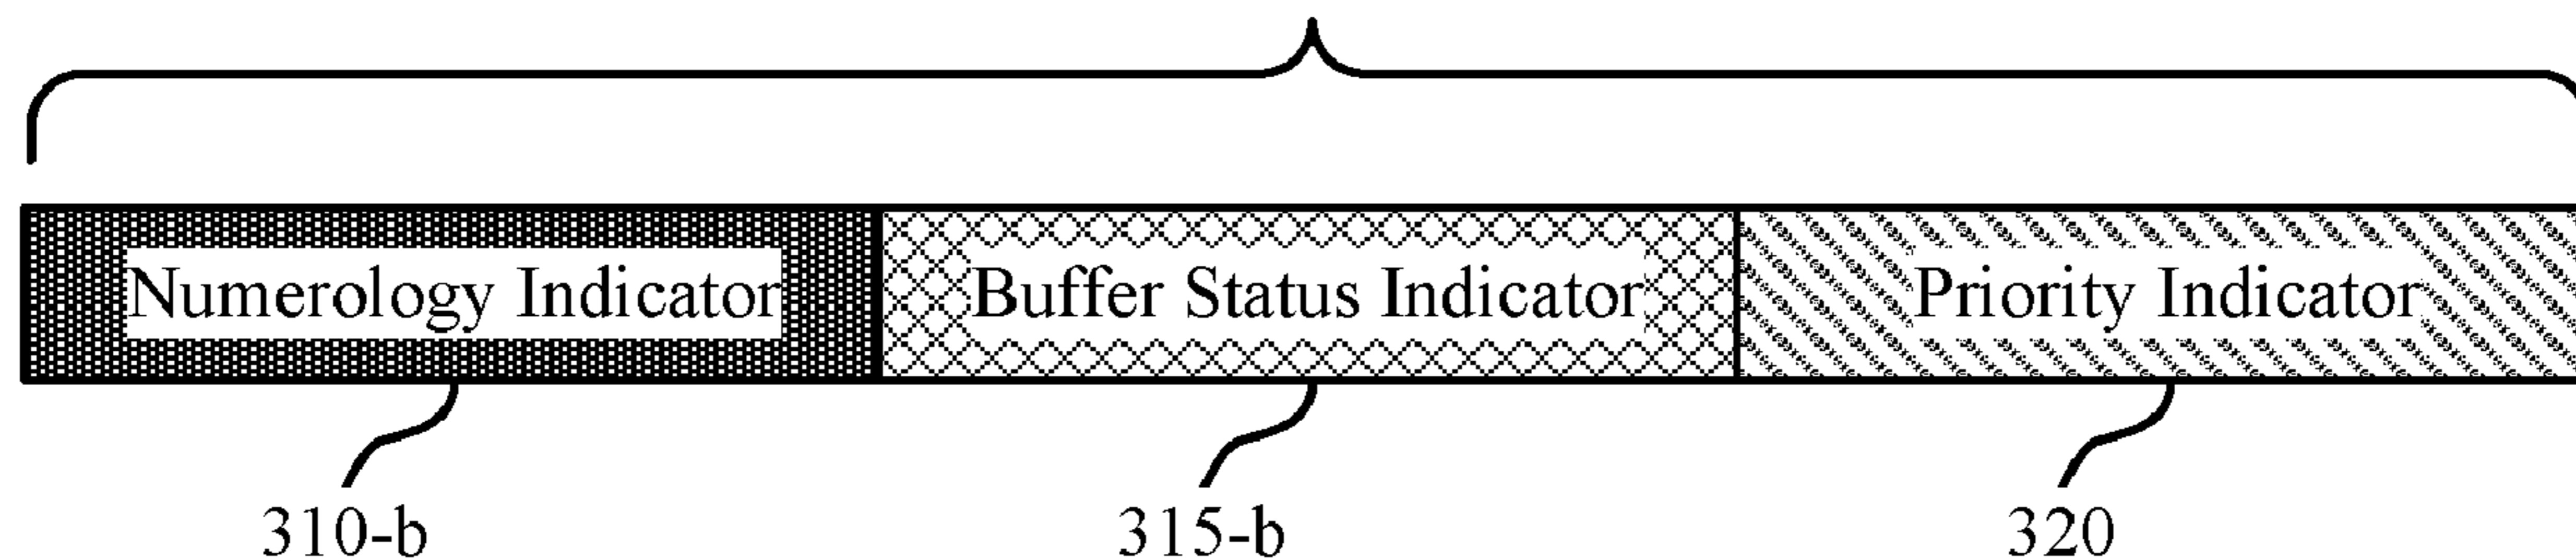 Numerology Indicator Buffer Status Indicator Priority Indicator
310-b 315-b 320